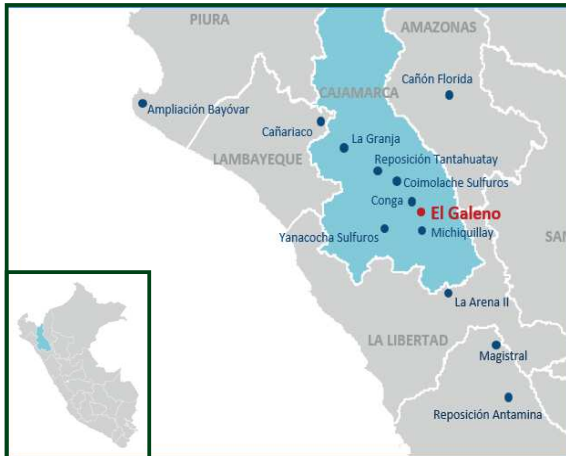 PIURA
AMAZONAS
Cañón Florida
CAJAMARCA
Ampliación Bayóvar
Cañariaco
La Granja
LAMBAYEQUE
Reposición Tantahuatay
Coimolache Sulfuros
Conga
El Galeno
Yanacocha Sulfuros
Michiquillay
SAN
La Arena II
LA LIBERTAD
Magistral
Reposición Antamina